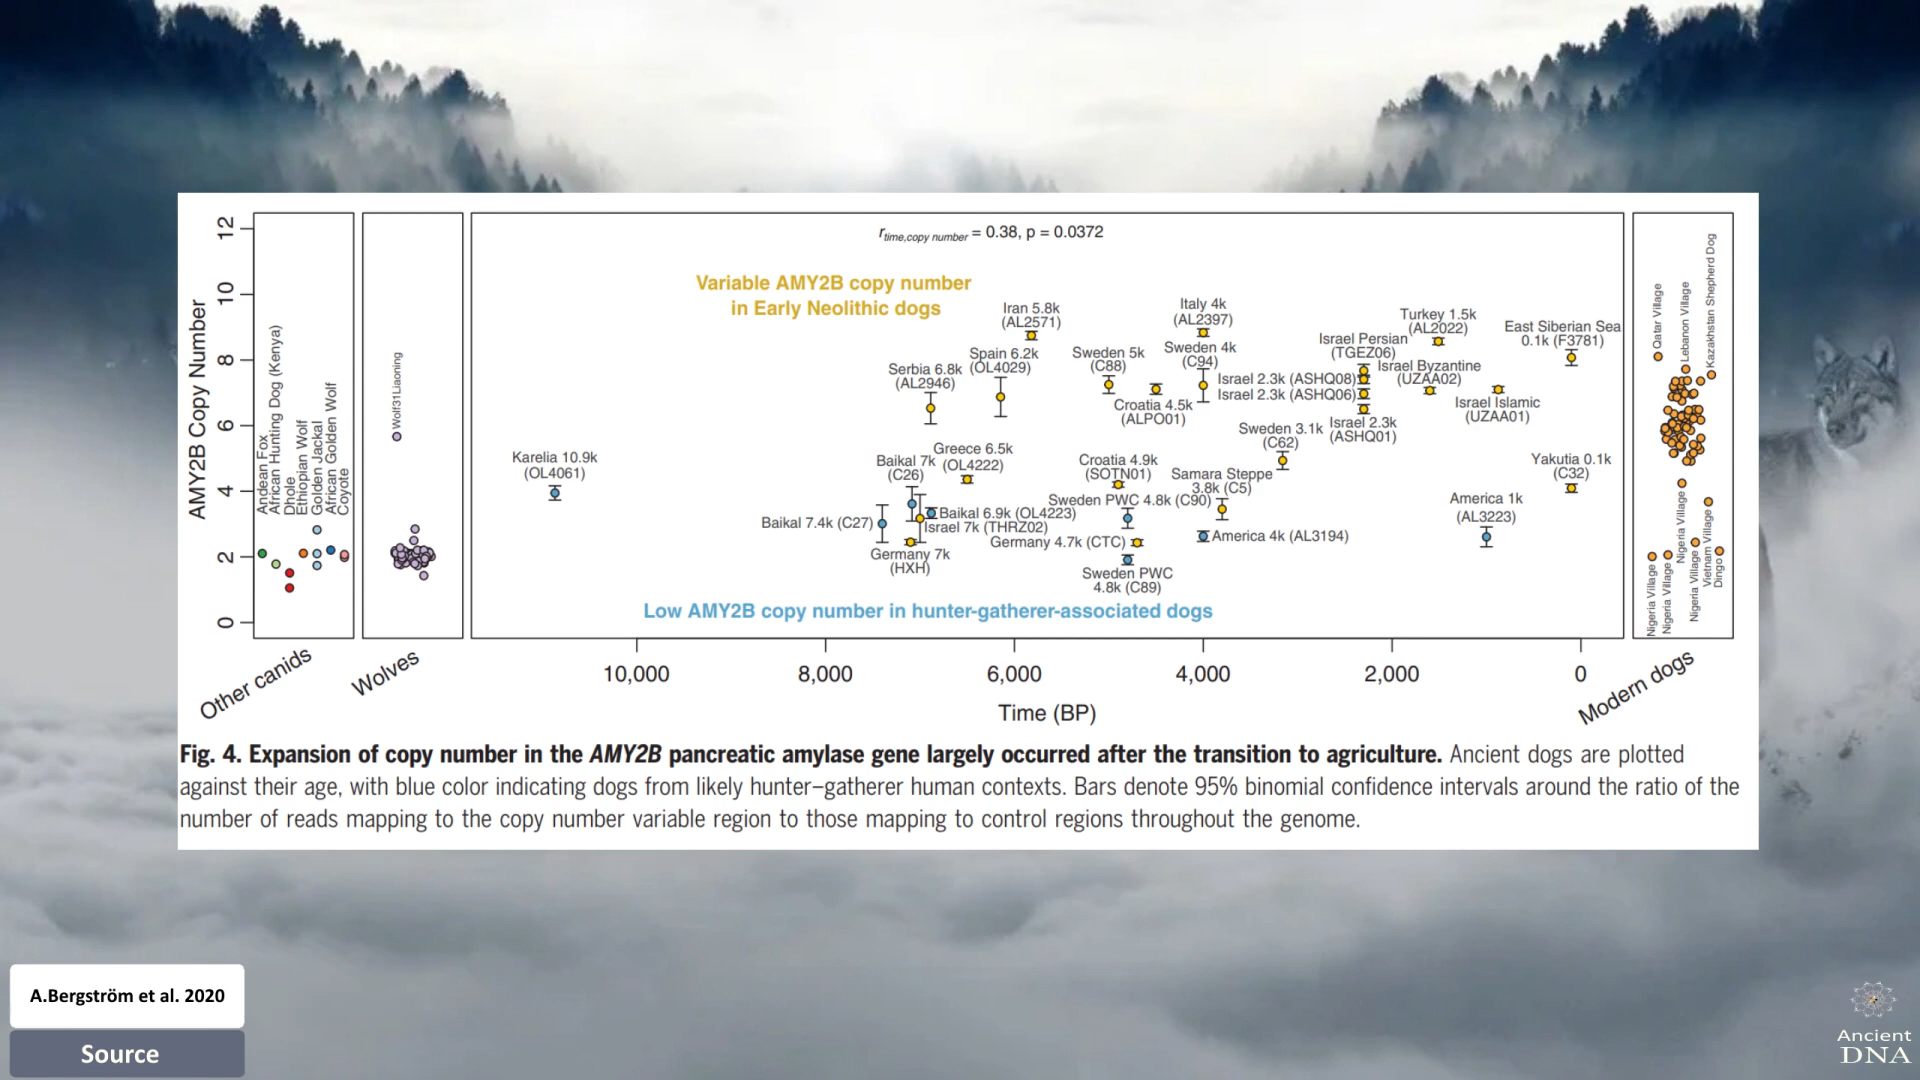 12
10
8
6
4
2
0
AMY2B Copy Number
Andean Fox
African Hunting Dog (Kenya)
Dhole
Ethiopian Wolf
Golden Jackal
African Golden Wolf
Coyote
Wolf31Liaoning
r time,copy number = 0.38, p = 0.0372
Variable AMY2B copy number
in Early Neolithic dogs
Karelia 10.9k
(OL4061)
Baikal 7.4k (C27)
Baikal 7k
(C26)
Serbia 6.8k
(AL2946)
Spain 6.2k
(OL4029)
Iran 5.8k
(AL2571)
Greece 6.5k
(OL4222)
Baikal 6.9k (OL4223)
Israel 7k (THRZ02)
Germany 7k
(HXH)
Sweden 5k
(C88)
Croatia 4.5k
(ALPO01)
Croatia 4.9k
(SOTN01)
Sweden PWC 4.8k (C90)
Germany 4.7k (CTC)
Sweden PWC
4.8k (C89)
Italy 4k
(AL2397)
Sweden 4k
(C94)
Samara Steppe
3.8k (C5)
America 4k (AL3194)
Sweden 3.1k
(C62)
Israel Persian
(TGEZ06)
Israel 2.3k (ASHQ08)
Israel 2.3k (ASHQ06)
Israel 2.3k
(ASHQ01)
Turkey 1.5k
(AL2022)
Israel Byzantine
(UZAA02)
Israel Islamic
(UZAA01)
East Siberian Sea
0.1k (F3781)
Yakutia 0.1k
(C32)
America 1k
(AL3223)
Low AMY2B copy number in hunter-gatherer-associated dogs
Qatar Village
Lebanon Village
Kazakhstan Shepherd Dog
Nigeria Village
Nigeria Village
Nigeria Village
Nigeria Village
Vietnam Village
Dingo
Other canids
Wolves
10,000
8,000
6,000
4,000
2,000
0
Modern dogs
Time (BP)
Fig. 4. Expansion of copy number in the AMY2B pancreatic amylase gene largely occurred after the transition to agriculture. Ancient dogs are plotted
against their age, with blue color indicating dogs from likely hunter–gatherer human contexts. Bars denote 95% binomial confidence intervals around the ratio of the
number of reads mapping to the copy number variable region to those mapping to control regions throughout the genome.
A.Bergström et al. 2020
Source
Ancient
DNA